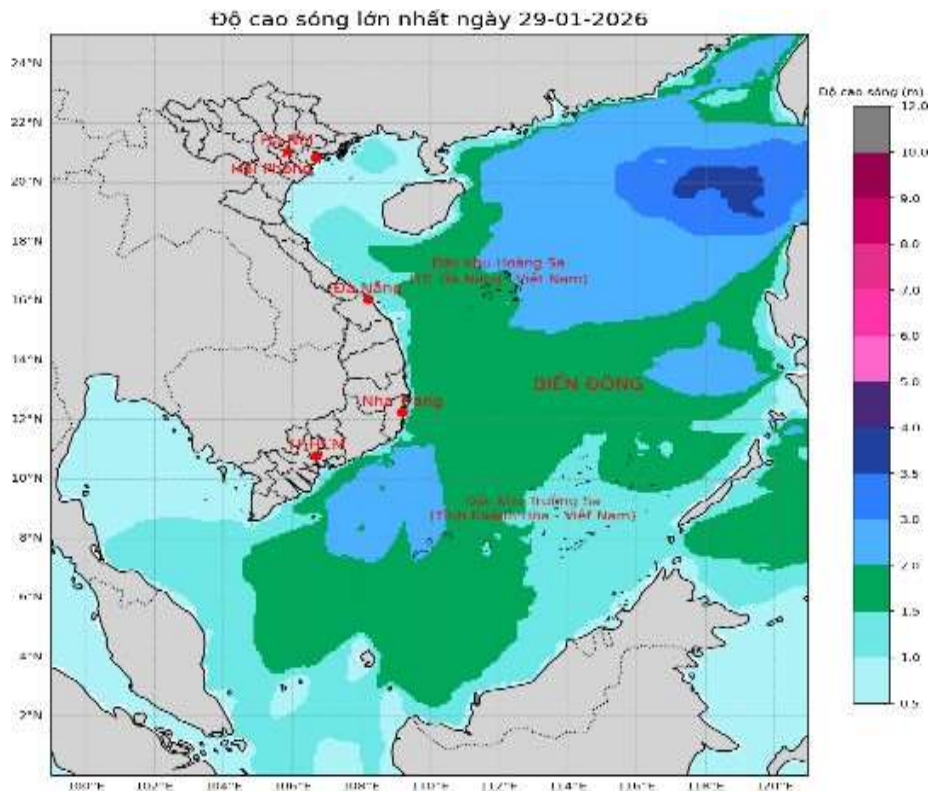 Độ cao sóng lớn nhất ngày 29-01-2026
Độ cao sóng (m)
24°N
22°N
20°N
18°N
16°N
14°N
12°N
10°N
8°N
6°N
4°N
2°N
Hải Phòng
Đà Nẵng
Nha Trang
BIỂN ĐÔNG
Đặc khu Hoàng Sa
(TP. Đà Nẵng - Việt Nam)
Đặc khu Trường Sa
(Tỉnh Khánh Hòa - Việt Nam)
12.0
10.0
9.0
8.0
7.0
6.0
5.0
4.0
3.5
3.0
2.0
1.5
1.0
0.5
100°E
102°E
104°E
106°E
108°E
110°E
112°E
114°E
116°E
118°E
120°E